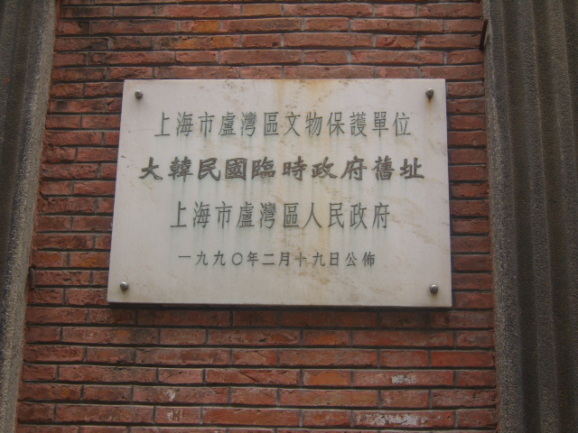 上海市盧灣區文物保護單位
大韓民國臨時政府舊址
上海市盧灣區人民政府
一九九〇年二月十九日公佈